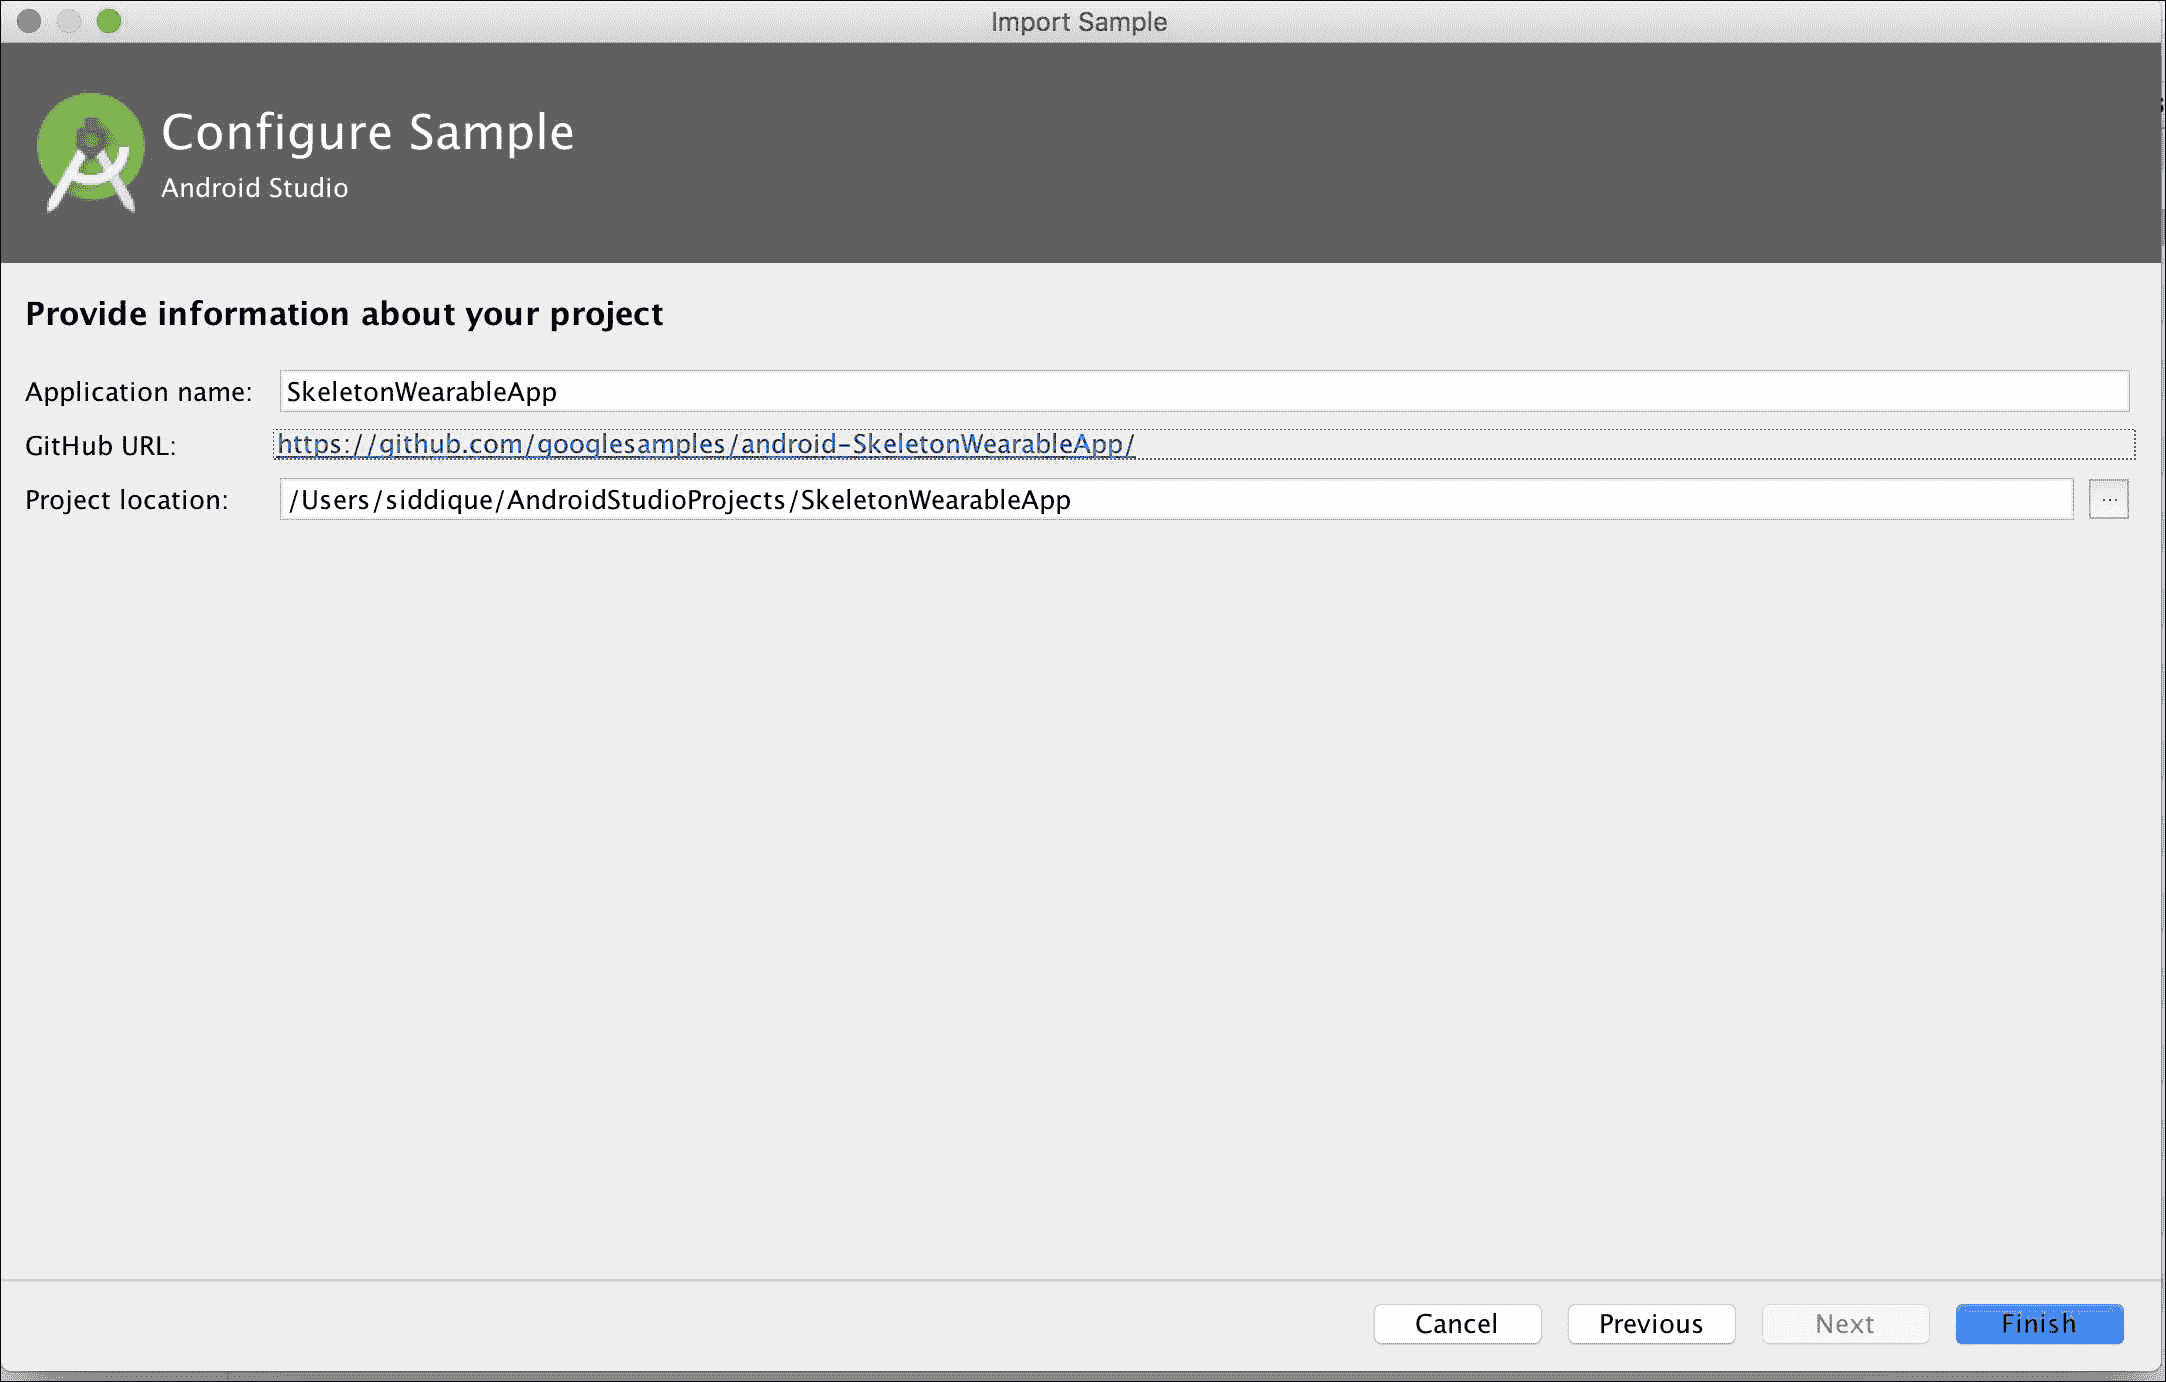 Import Sample
Configure Sample
Android Studio
Provide information about your project
Application name: SkeletonWearableApp
GitHub URL: https://github.com/googlesamples/android-SkeletonWearableApp/
Project location: /Users/siddique/AndroidStudioProjects/SkeletonWearableApp ...
Cancel Previous Next Finish